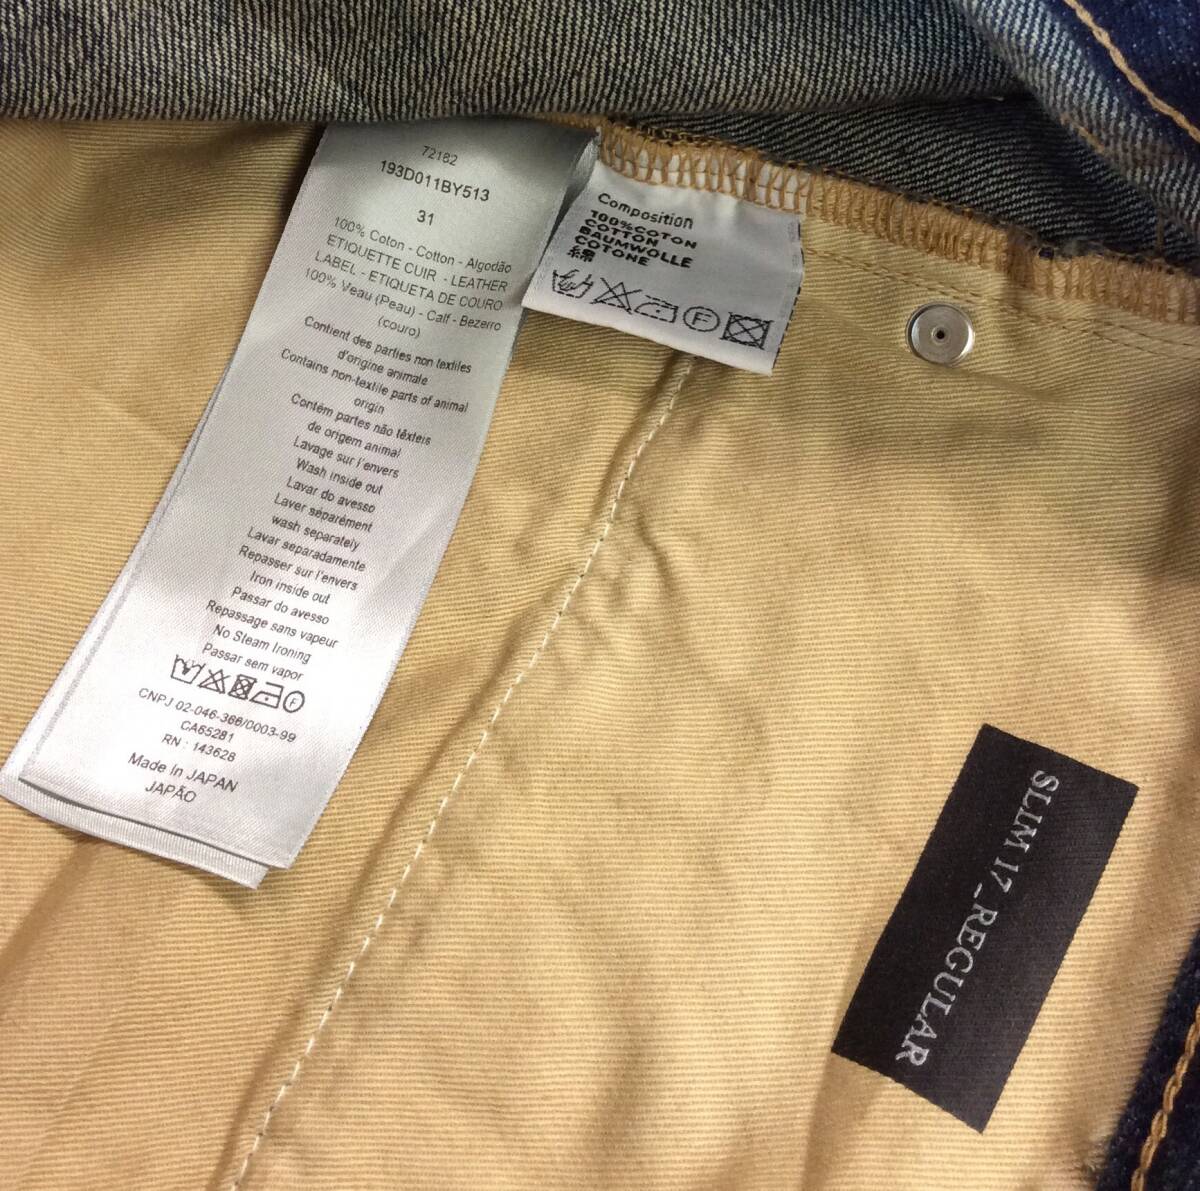 72182
193D011BY513
31
100% Coton - Cotton - Algodão
ETIQUETTE CUIR - LEATHER
LABEL - ETIQUETA DE COURO
100% Veau (Peau) - Calf - Bezerro
(couro)
Contient des parties non textiles
d'origine animale
Contains non-textile parts of animal
origin
Contém partes não têxteis
de origem animal
Lavage sur l'envers
Wash inside out
Lavar do avesso
Laver séparément
wash separately
Lavar separadamente
Repasser sur l'envers
Iron inside out
Passar do avesso
Repassage sans vapeur
No Steam Ironing
Passar sem vapor
F
CNPJ 02-046-366/0003-99
CA65281
RN : 143628
Made in JAPAN
JAPÃO
Composition
100%COTON
COTTON
BAUMWOLLE
COTONE
綿
F
SLIM 17_REGULAR